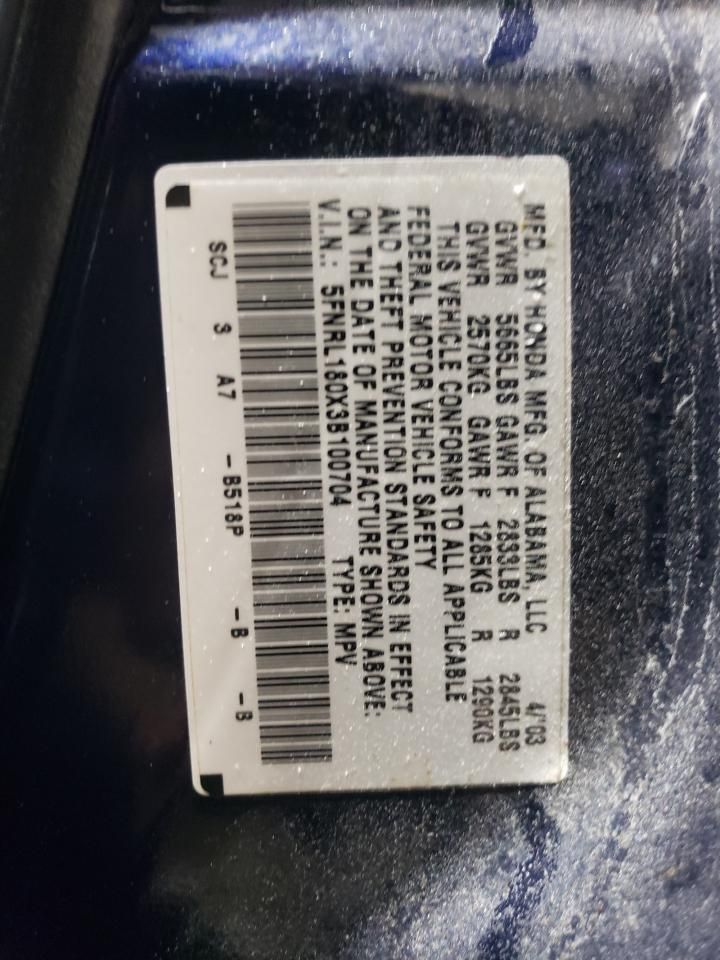 MFD. BY HONDA MFG. OF ALABAMA, LLC 4/'03
GVWR 5665LBS GAWR F 2833LBS R 2845LBS
GVWR 2570KG GAWR F 1285KG R 1290KG
THIS VEHICLE CONFORMS TO ALL APPLICABLE
FEDERAL MOTOR VEHICLE SAFETY
AND THEFT PREVENTION STANDARDS IN EFFECT
ON THE DATE OF MANUFACTURE SHOWN ABOVE:
V.I.N.: 5FNRL180X3B100704 TYPE: MPV
SCJ S A7 -B518P -B -B